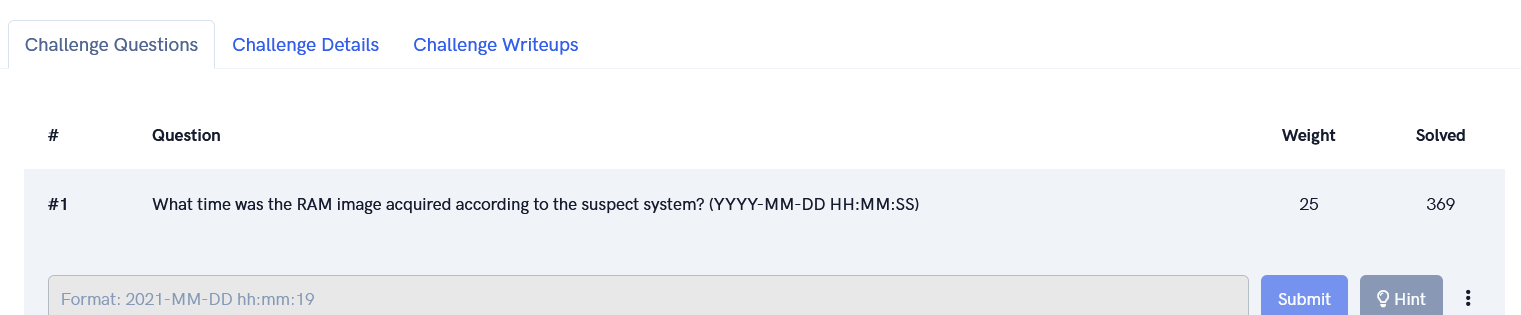 Challenge Questions Challenge Details Challenge Writeups
# Question Weight Solved
#1 What time was the RAM image acquired according to the suspect system? (YYYY-MM-DD HH:MM:SS) 25 369
Format: 2021-MM-DD hh:mm:19 Submit Hint